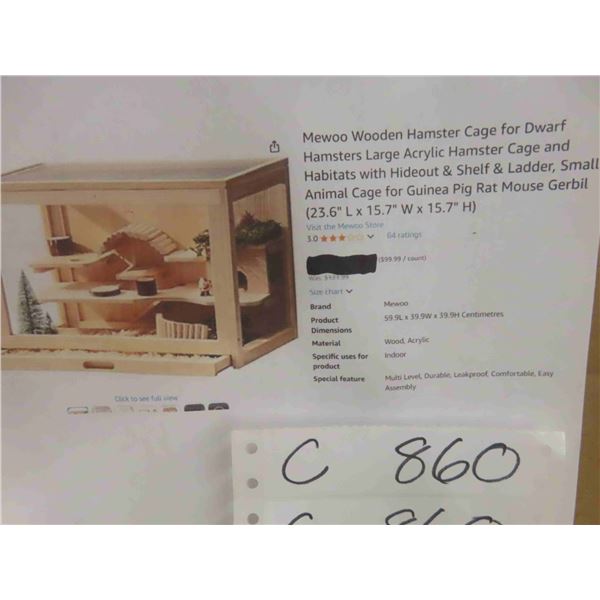 Mewoo Wooden Hamster Cage for Dwarf
Hamsters Large Acrylic Hamster Cage and
Habitats with Hideout & Shelf & Ladder, Small
Animal Cage for Guinea Pig Rat Mouse Gerbil
(23.6" L x 15.7" W x 15.7" H)
Visit the Mewoo Store
3.0 64 ratings
($99.99 / count)
Size chart
Brand Mewoo
Product Dimensions 59.9L x 39.9W x 39.9H Centimetres
Material Wood, Acrylic
Specific uses for product Indoor
Special feature Multi Level, Durable, Leakproof, Comfortable, Easy
Assembly
Click to see full view
C 860
C 860